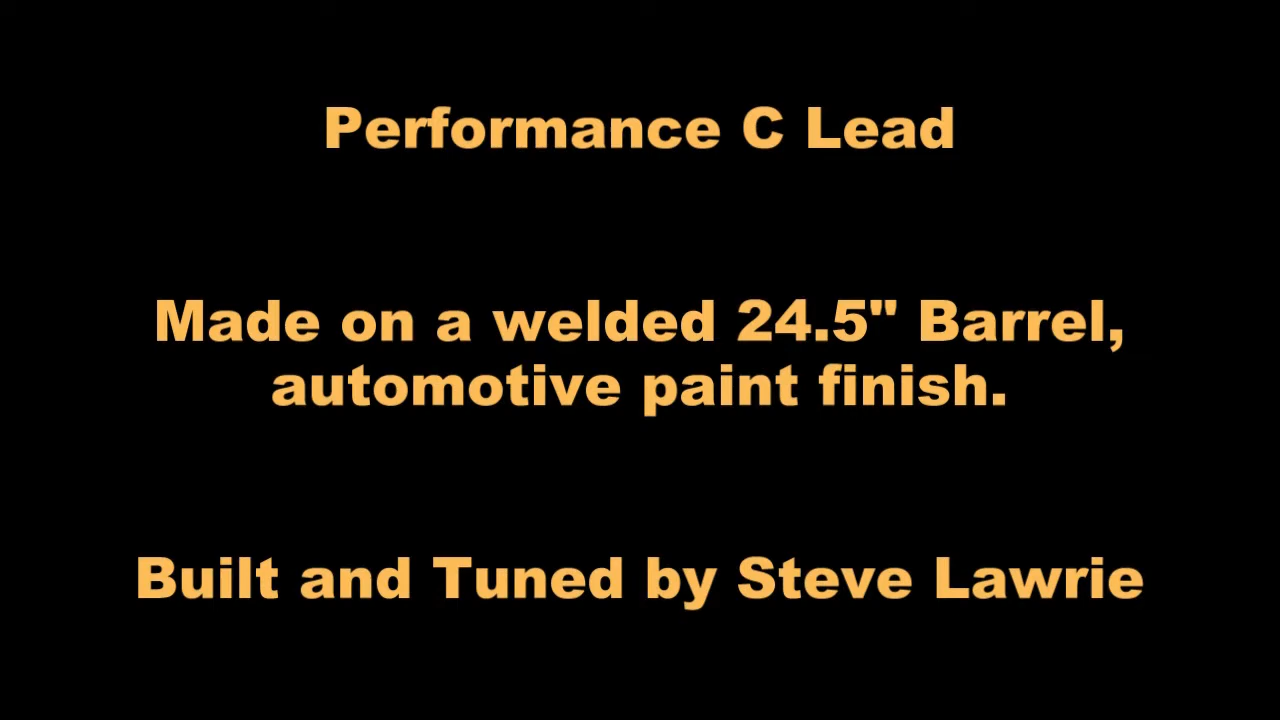 Performance C Lead
Made on a welded 24.5" Barrel,
automotive paint finish.
Built and Tuned by Steve Lawrie